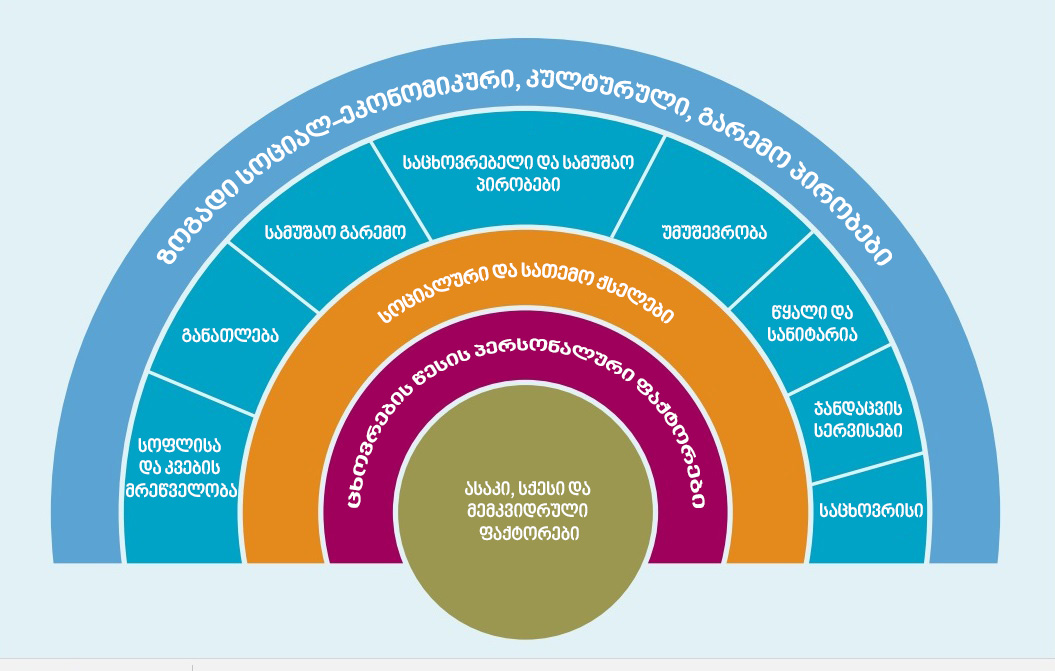 ზოგადი სოციალ-ეკონომიკური, კულტურული, გარემო პირობები
საცხოვრებელი და სამუშაო
პირობები
სამუშაო გარემო
უმუშევრობა
განათლება
წყალი და
სანიტარია
სოფლისა
და კვების
მრეწველობა
ჯანდაცვის
სერვისები
საცხოვრისი
სოციალური და სათემო ქსელები
ცხოვრების წესის პერსონალური ფაქტორები
ასაკი, სქესი და
მემკვიდრული
ფაქტორები